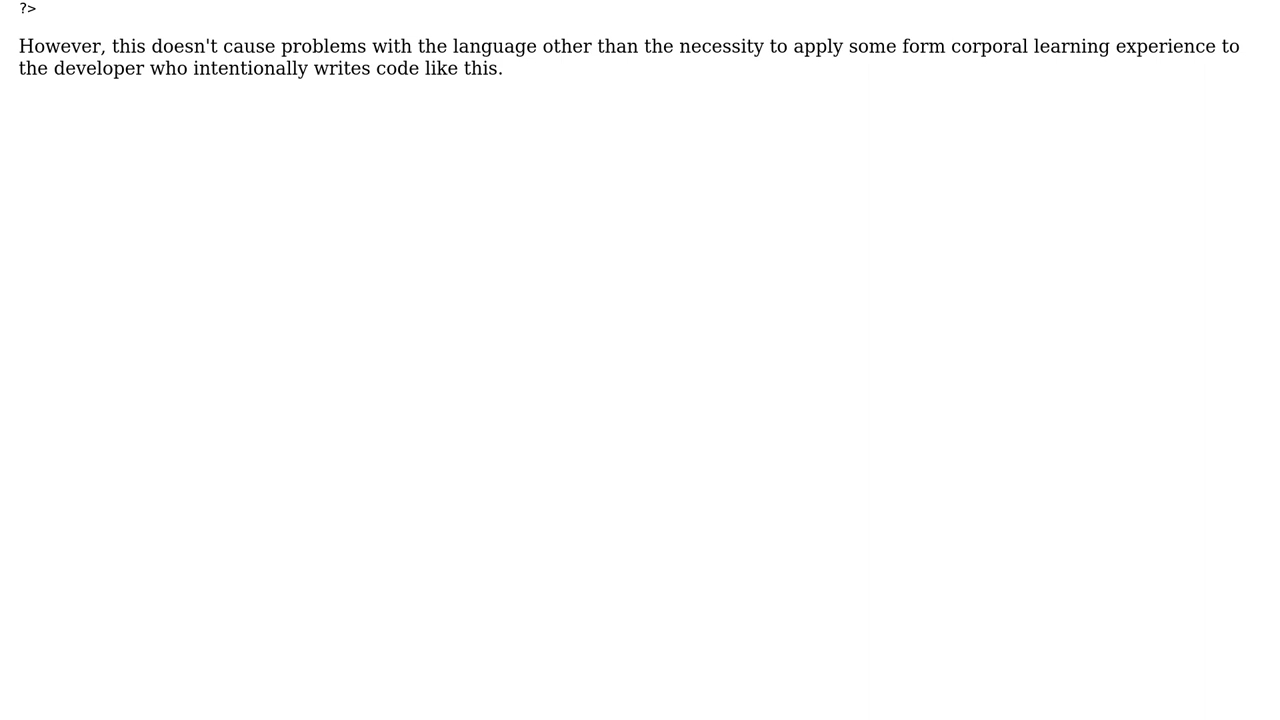 ?>
However, this doesn't cause problems with the language other than the necessity to apply some form corporal learning experience to
the developer who intentionally writes code like this.